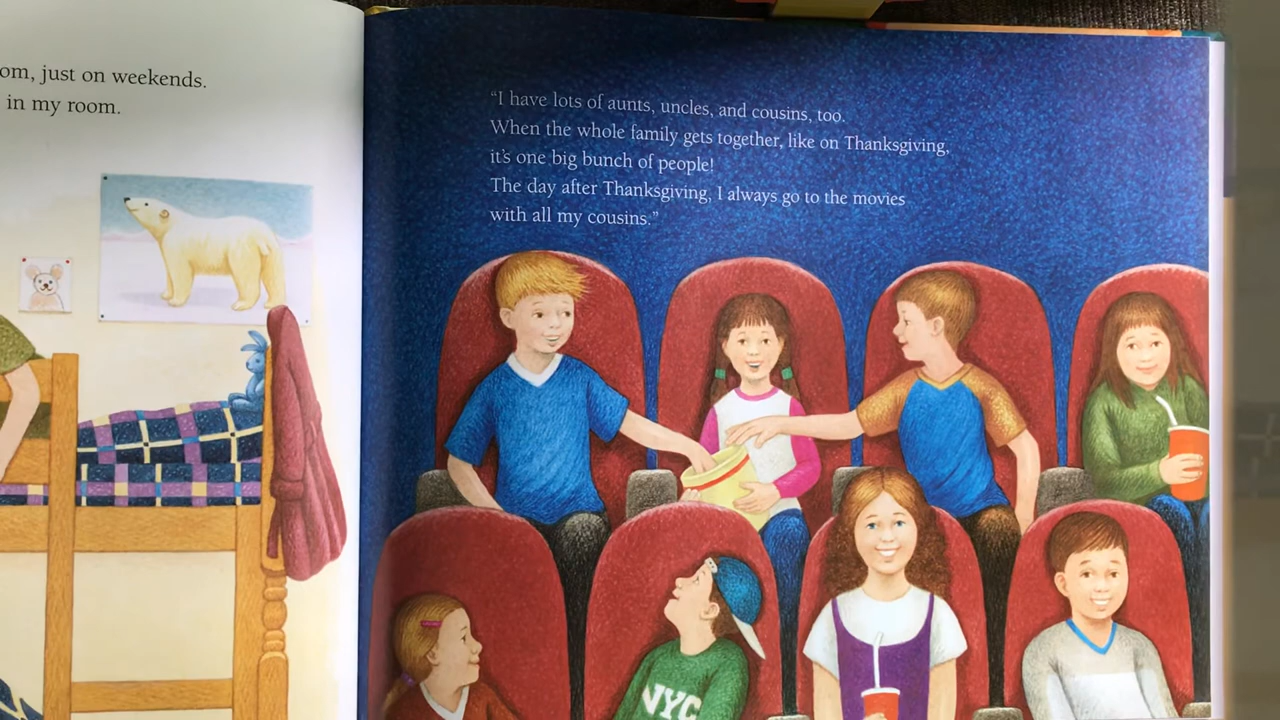 om, just on weekends.
in my room.
“I have lots of aunts, uncles, and cousins, too.
When the whole family gets together, like on Thanksgiving,
it’s one big bunch of people!
The day after Thanksgiving, I always go to the movies
with all my cousins.”
NYC